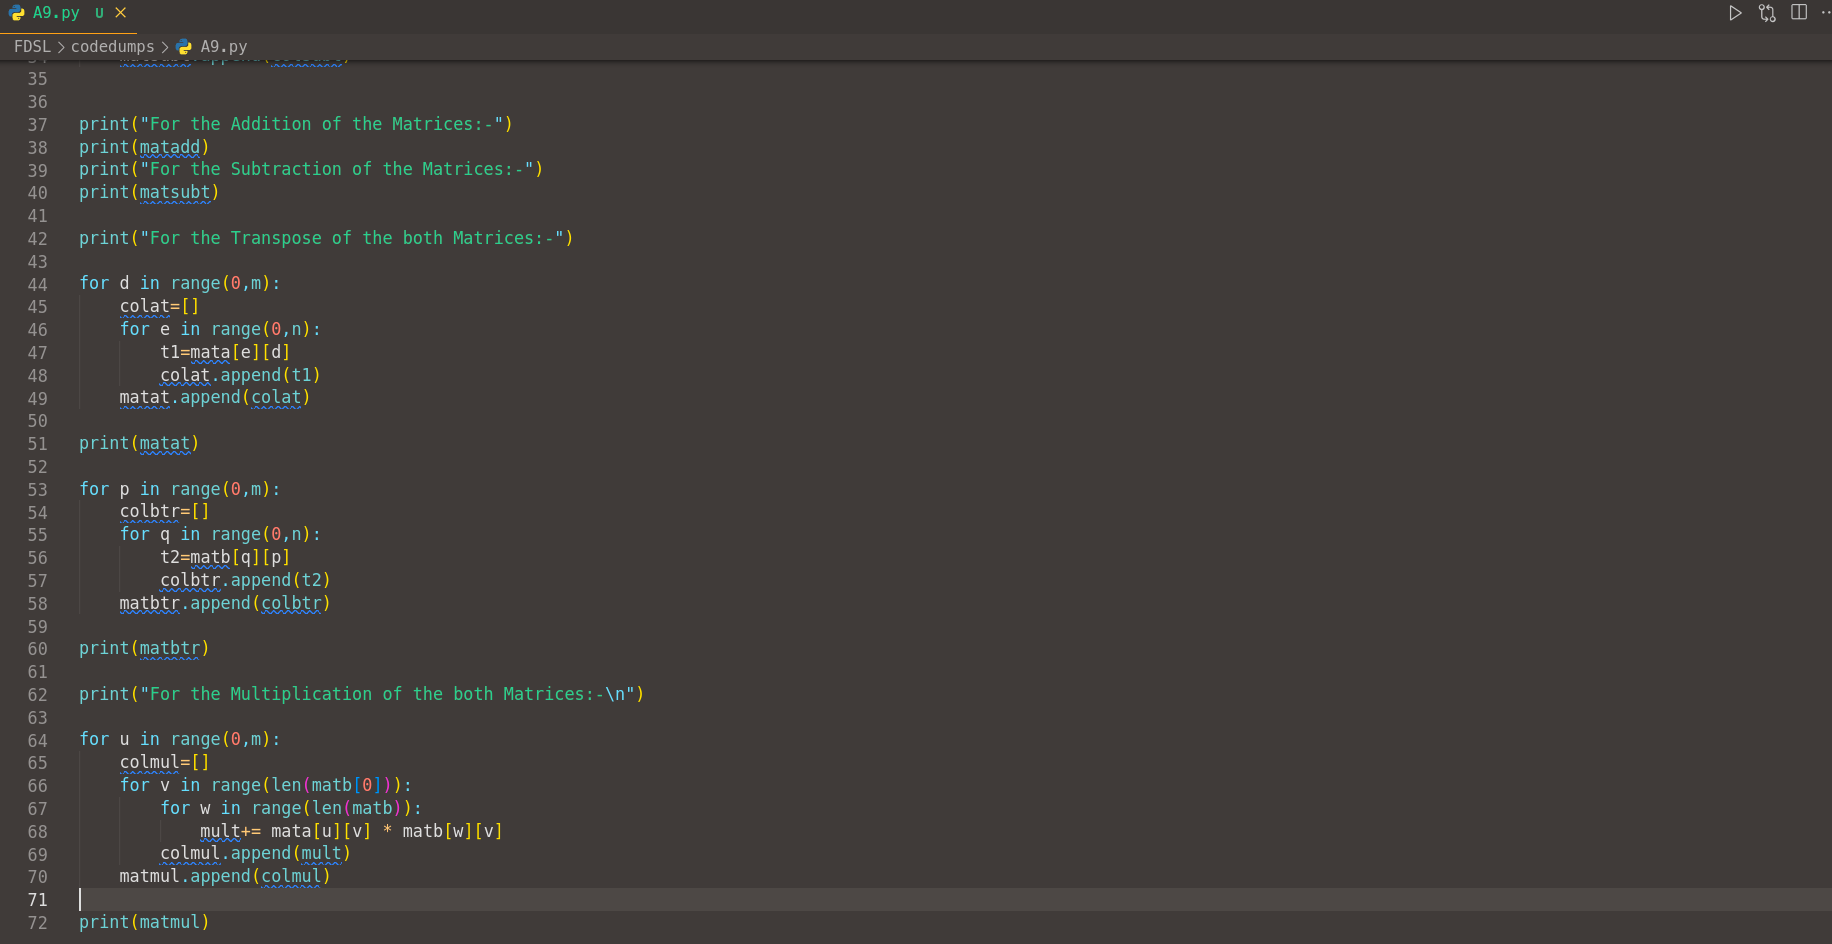 A9.py U
FDSL > codedumps > A9.py
35
36
37 print("For the Addition of the Matrices:-")
38 print(matadd)
39 print("For the Subtraction of the Matrices:-")
40 print(matsubt)
41
42 print("For the Transpose of the both Matrices:-")
43
44 for d in range(0,m):
45     colat=[]
46     for e in range(0,n):
47         t1=mata[e][d]
48         colat.append(t1)
49     matat.append(colat)
50
51 print(matat)
52
53 for p in range(0,m):
54     colbtr=[]
55     for q in range(0,n):
56         t2=matb[q][p]
57         colbtr.append(t2)
58     matbtr.append(colbtr)
59
60 print(matbtr)
61
62 print("For the Multiplication of the both Matrices:-\n")
63
64 for u in range(0,m):
65     colmul=[]
66     for v in range(len(matb[0])):
67         for w in range(len(matb)):
68             mult+= mata[u][v] * matb[w][v]
69         colmul.append(mult)
70     matmul.append(colmul)
71
72 print(matmul)